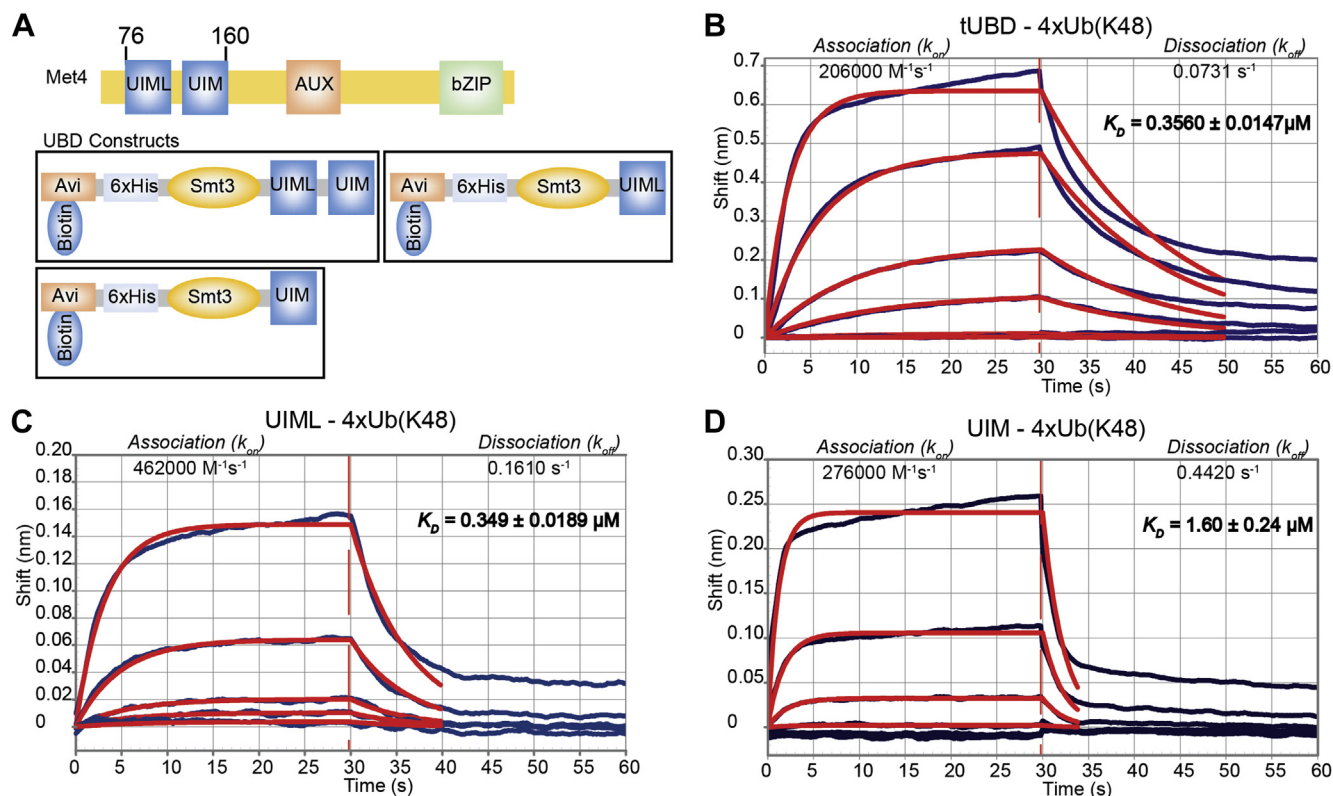 A
76
160
Met4
UIML
UIM
AUX
bZIP
UBD Constructs
Avi
6xHis
Smt3
UIML
UIM
Biotin
Avi
6xHis
Smt3
UIML
Biotin
Avi
6xHis
Smt3
UIM
Biotin
B
tUBD - 4xUb(K48)
Association (kon)
Dissociation (koff)
206000 M-1s-1
0.0731 s-1
KD = 0.3560 ± 0.0147µM
Shift (nm)
0.7
0.6
0.5
0.4
0.3
0.2
0.1
0
0 5 10 15 20 25 30 35 40 45 50 55 60
Time (s)
C
UIML - 4xUb(K48)
Association (kon)
Dissociation (koff)
462000 M-1s-1
0.1610 s-1
KD = 0.349 ± 0.0189 µM
Shift (nm)
0.20
0.18
0.16
0.14
0.12
0.10
0.08
0.06
0.04
0.02
0
0 5 10 15 20 25 30 35 40 45 50 55 60
Time (s)
D
UIM - 4xUb(K48)
Association (kon)
Dissociation (koff)
276000 M-1s-1
0.4420 s-1
KD = 1.60 ± 0.24 µM
Shift (nm)
0.30
0.25
0.20
0.10
0.10
0.05
0.00
0 5 10 15 20 25 30 35 40 45 50 55 60
Time (s)